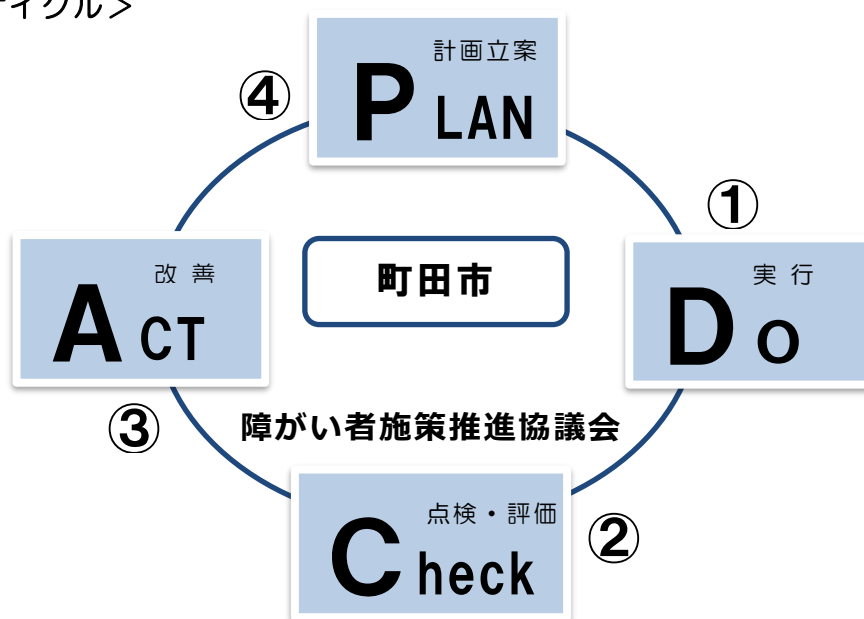 イクル＞
計画立案
PLAN
④
①
改 善
ACT
町田市
実 行
Do
③
障がい者施策推進協議会
点検・評価
Check
②